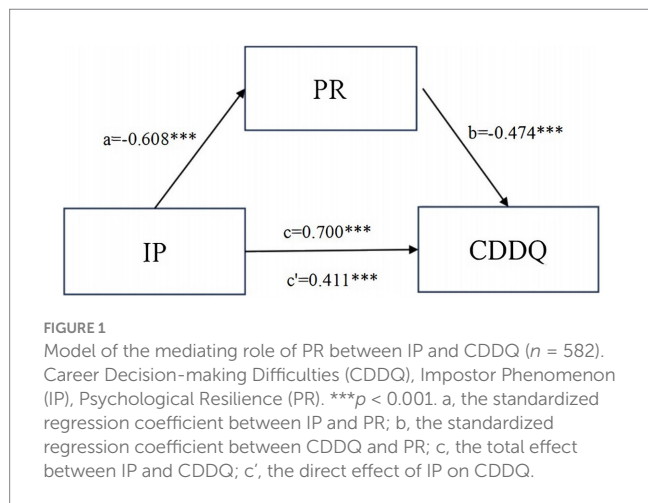 PR
a=-0.608***
b=-0.474***
IP
c=0.700***
c'=0.411***
CDDQ
FIGURE 1
Model of the mediating role of PR between IP and CDDQ (n = 582).
Career Decision-making Difficulties (CDDQ), Impostor Phenomenon
(IP), Psychological Resilience (PR). ***p < 0.001. a, the standardized
regression coefficient between IP and PR; b, the standardized
regression coefficient between CDDQ and PR; c, the total effect
between IP and CDDQ; c′, the direct effect of IP on CDDQ.